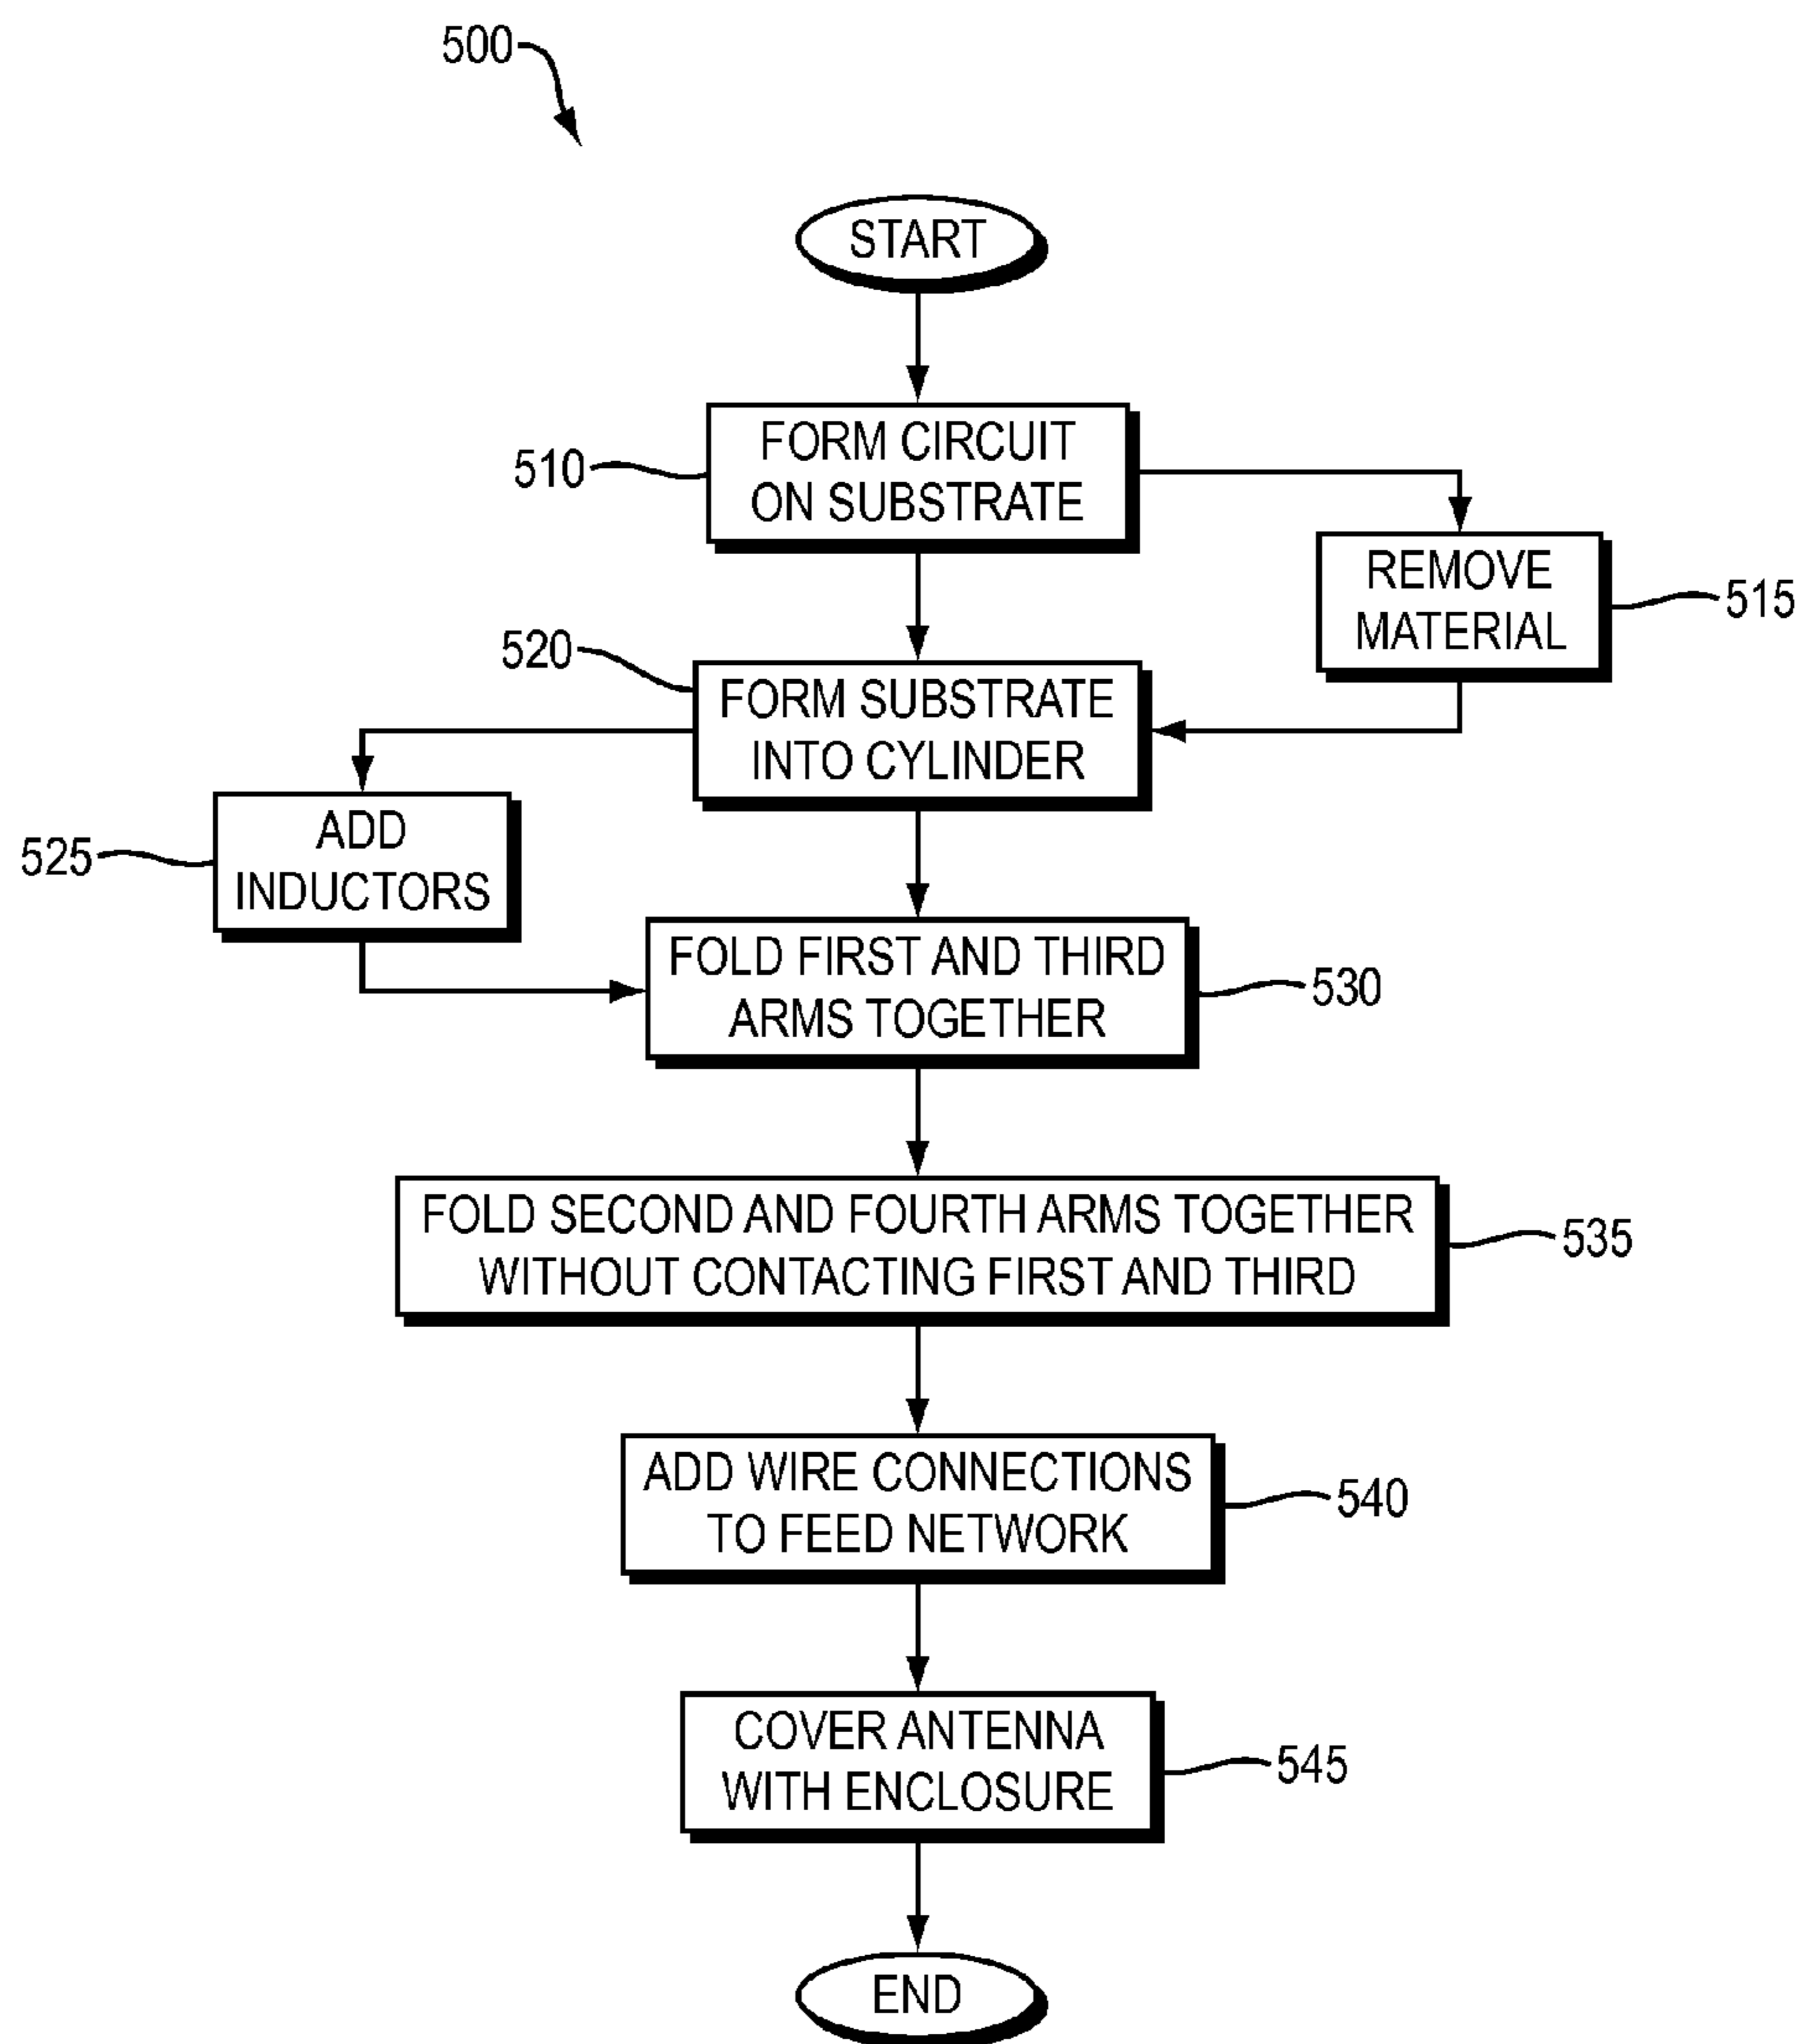 500
START
510
FORM CIRCUIT
ON SUBSTRATE
REMOVE
MATERIAL
515
520
FORM SUBSTRATE
INTO CYLINDER
525
ADD
INDUCTORS
FOLD FIRST AND THIRD
ARMS TOGETHER
530
FOLD SECOND AND FOURTH ARMS TOGETHER
WITHOUT CONTACTING FIRST AND THIRD
535
ADD WIRE CONNECTIONS
TO FEED NETWORK
540
COVER ANTENNA
WITH ENCLOSURE
545
END